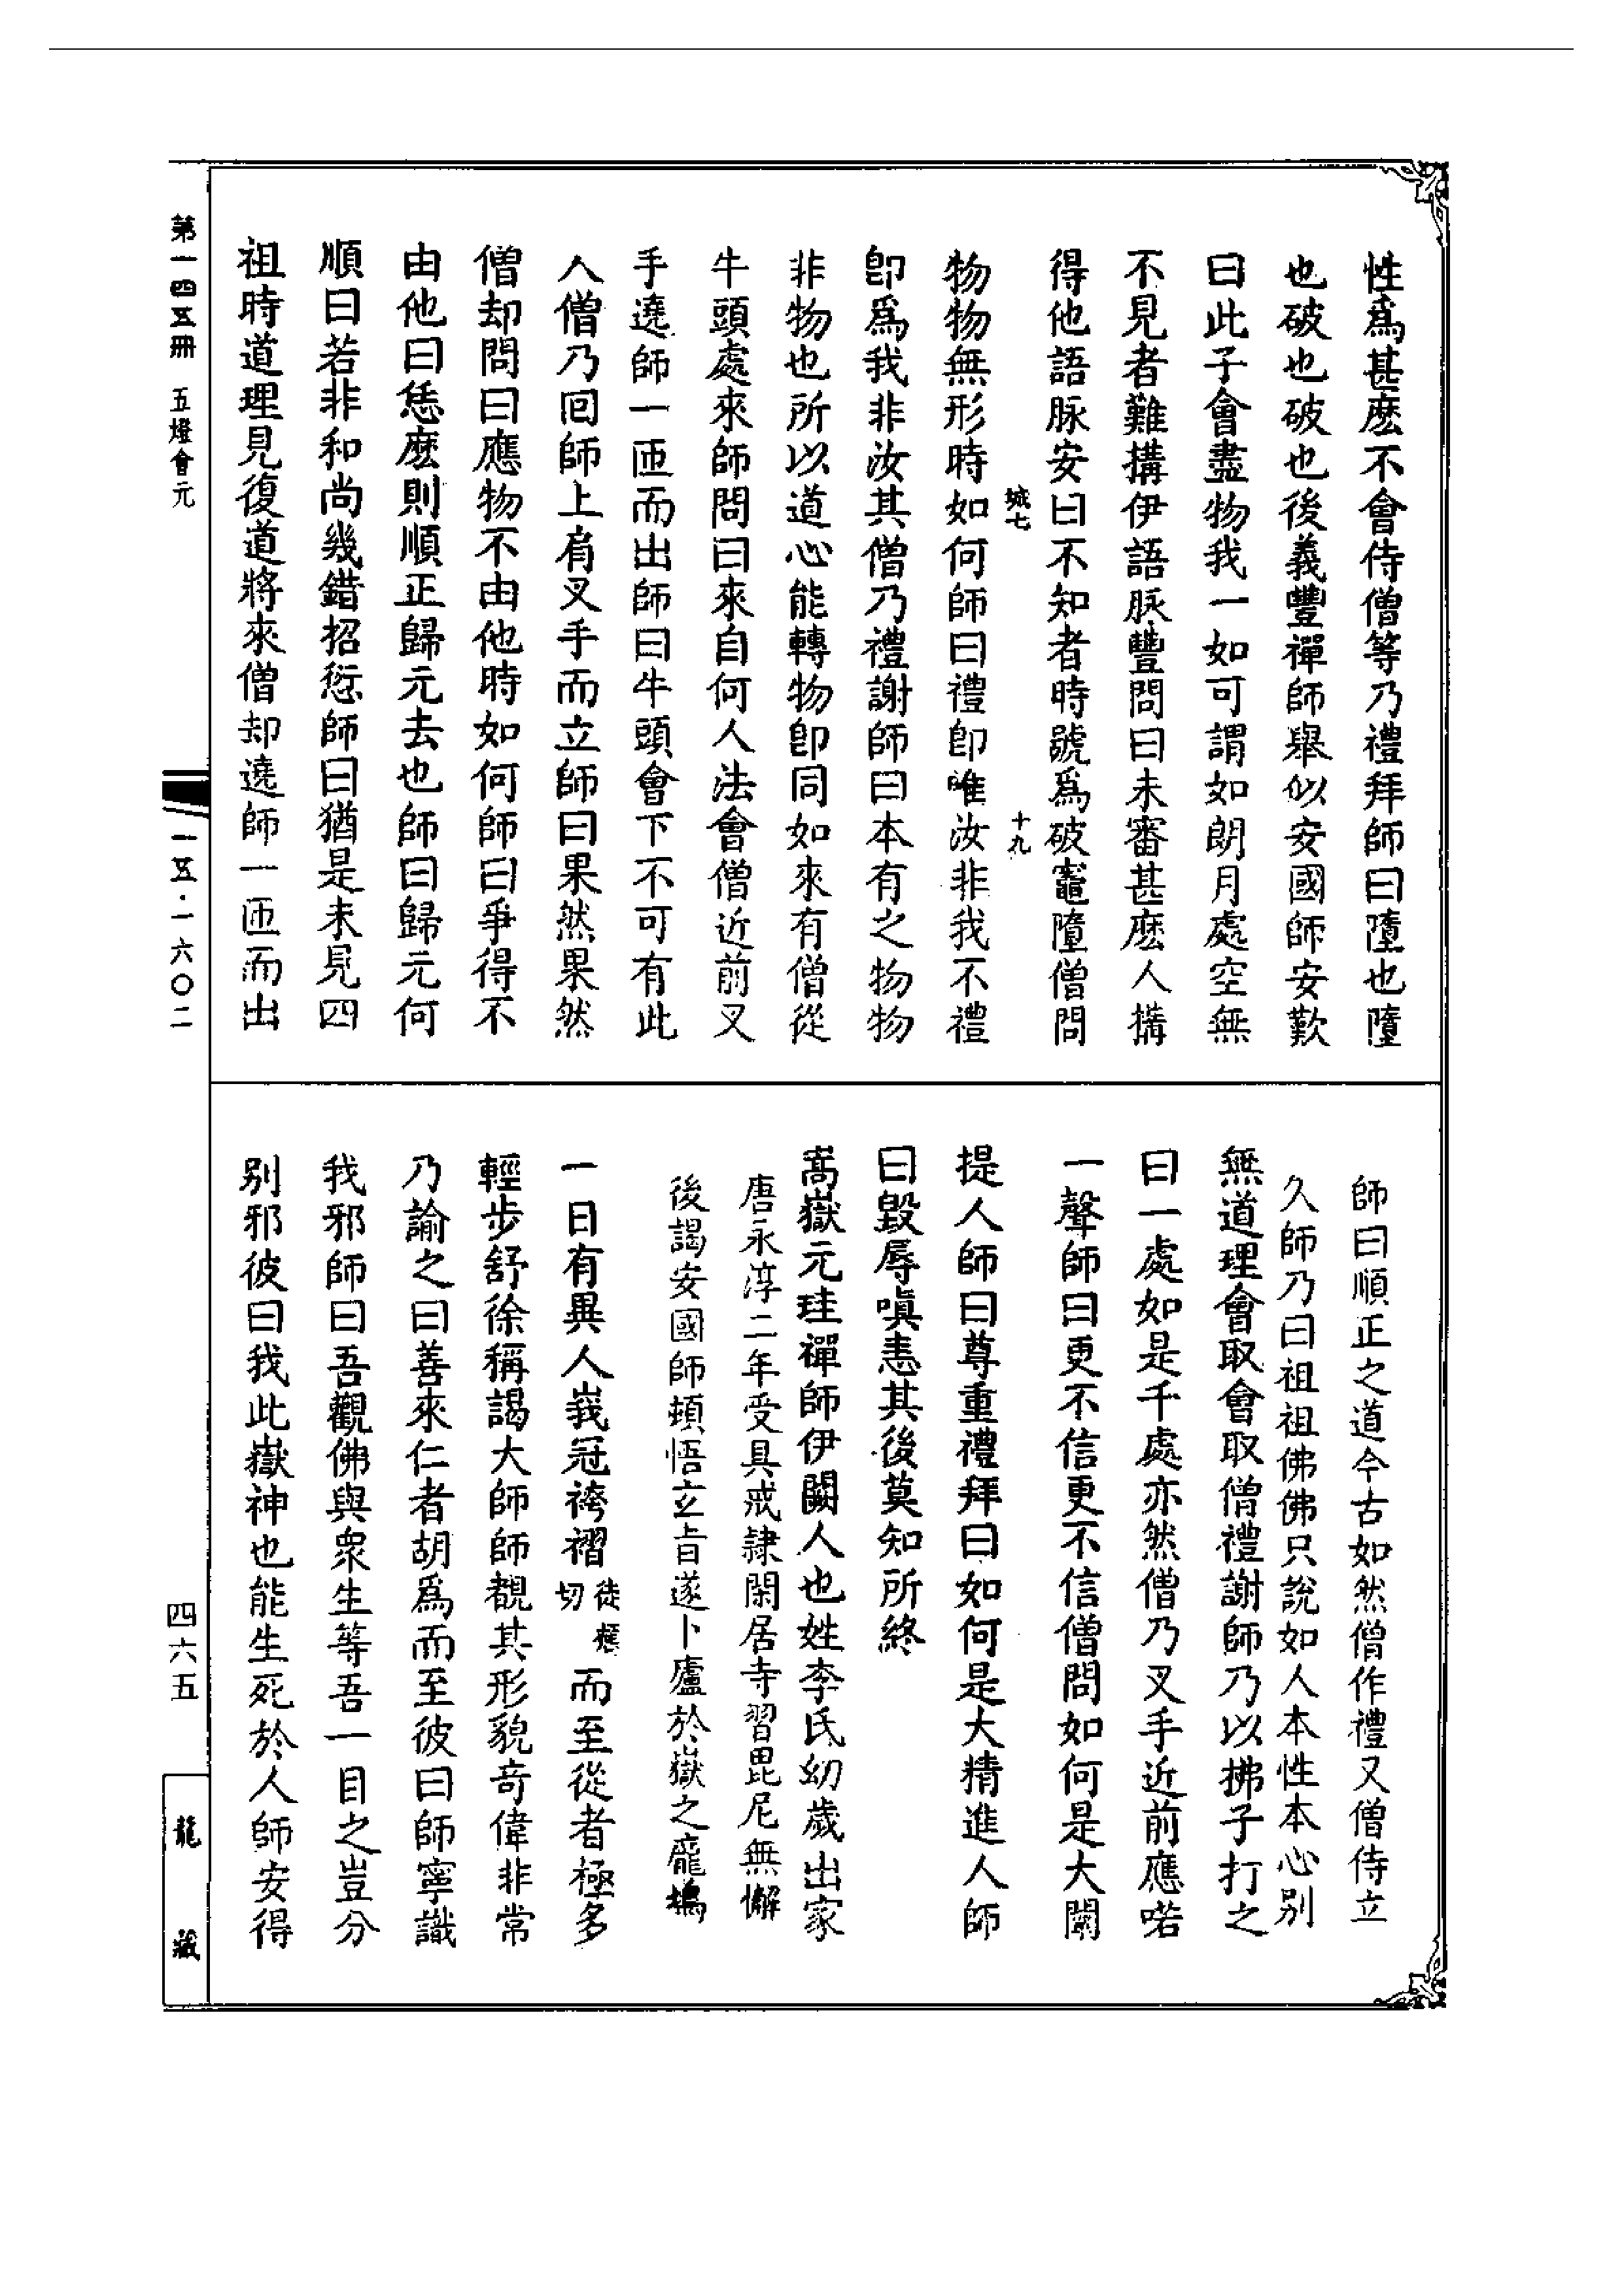 性爲甚麽不會侍僧等乃禮拜師曰墮也墮
也破也破也後義豐禪師舉似安國師安歎
曰此子會盡物我一如可謂如朗月處空無
不見者難搆伊語脉豐問曰未審甚麽人搆
得他語脉安曰不知者時號爲破竈墮僧問
城七
十九
物物無形時如何師曰禮即唯汝非我不禮
卽爲我非汝其僧乃禮謝師曰本有之物物
非物也所以道心能轉物卽同如來有僧從
牛頭處來師問曰來自何人法會僧近前叉
手遶師一匝而出師曰牛頭會下不可有此
人僧乃回師上肩叉手而立師曰果然果然
僧却問曰應物不由他時如何師曰爭得不
由他曰恁麽則順正歸元去也師曰歸元何
順曰若非和尚幾錯招愆師曰猶是未見四
祖時道理見復道將來僧却遶師一匝而出
師曰順正之道今古如然僧作禮又僧侍立
久師乃曰祖祖佛佛只說如人本性本心別
無道理會取會取僧禮謝師乃以拂子打之
曰一處如是千處亦然僧乃叉手近前應喏
一聲師曰更不信更不信僧問如何是大闡
提人師曰尊重禮拜曰如何是大精進人師
曰毀辱嗔恚其後莫知所終
嵩嶽元珪禪師伊闕人也姓李氏幼歲出家
唐永淳二年受具戒隸閑居寺習毘尼無懈
後謁安國師頓悟玄旨遂卜廬於嶽之龐塢
一日有異人峩冠袴褶徒頰切而至從者極多
輕步舒徐稱謁大師師覩其形貌奇偉非常
乃諭之曰善來仁者胡爲而至彼曰師寧識
我邪師曰吾觀佛與眾生等吾一目之豈分
別邪彼曰我此嶽神也能生死於人師安得
第一四五冊 五燈會元
一五·一六〇二
四六五
龍藏